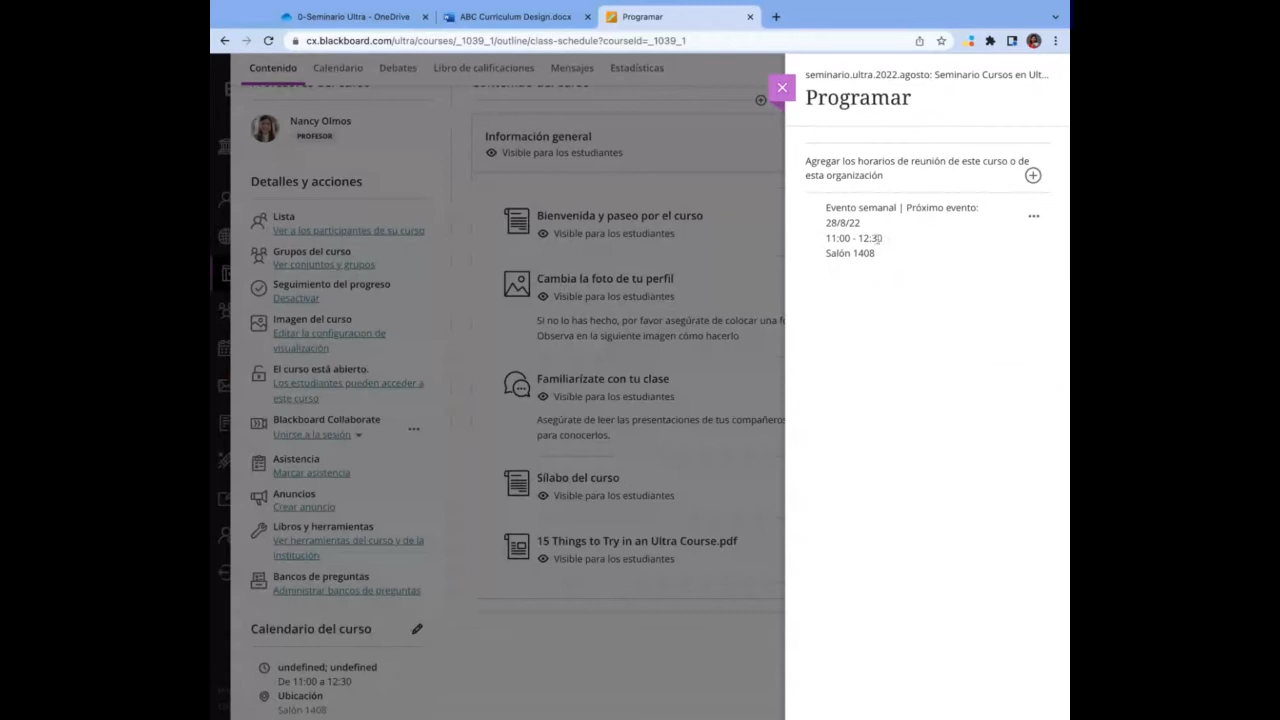 0-Seminario Ultra - OneDrive
ABC Curriculum Design.docx
Programar
cx.blackboard.com/ultra/courses/_1039_1/outline/class-schedule?courseId=_1039_1
Contenido
Calendario
Debates
Libro de calificaciones
Mensajes
Estadísticas
Nancy Olmos
PROFESOR
Detalles y acciones
Lista
Ver a los participantes de su curso
Grupos del curso
Ver conjuntos y grupos
Seguimiento del progreso
Desactivar
Imagen del curso
Editar la configuracion de
visualización
El curso está abierto.
Los estudiantes pueden acceder a
este curso
Blackboard Collaborate
Unirse a la sesión
Asistencia
Marcar asistencia
Anuncios
Crear anuncio
Libros y herramientas
Ver herramientas del curso y de la
institución
Bancos de preguntas
Administrar bancos de preguntas
Calendario del curso
undefined; undefined
De 11:00 a 12:30
Ubicación
Salón 1408
Información general
Visible para los estudiantes
Bienvenida y paseo por el curso
Visible para los estudiantes
Cambia la foto de tu perfil
Visible para los estudiantes
Si no lo has hecho, por favor asegúrate de colocar una
Observa en la siguiente imagen cómo hacerlo
Familiarízate con tu clase
Visible para los estudiantes
Asegúrate de leer las presentaciones de tus compañeros
para conocerlos.
Sílabo del curso
Visible para los estudiantes
15 Things to Try in an Ultra Course.pdf
Visible para los estudiantes
seminario.ultra.2022.agosto: Seminario Cursos en Ult...
Programar
Agregar los horarios de reunión de este curso o de
esta organización
Evento semanal | Próximo evento:
28/8/22
11:00 - 12:30
Salón 1408